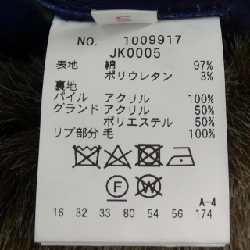 S
NO. 1009917
JK0005
表地 綿 97%
ポリウレタン 3%
裏地
パイル アクリル 100%
グランド アクリル 50%
ポリエステル 50%
リブ部分 毛 100%
F W
A-4
16 32 33 80 54 56 174